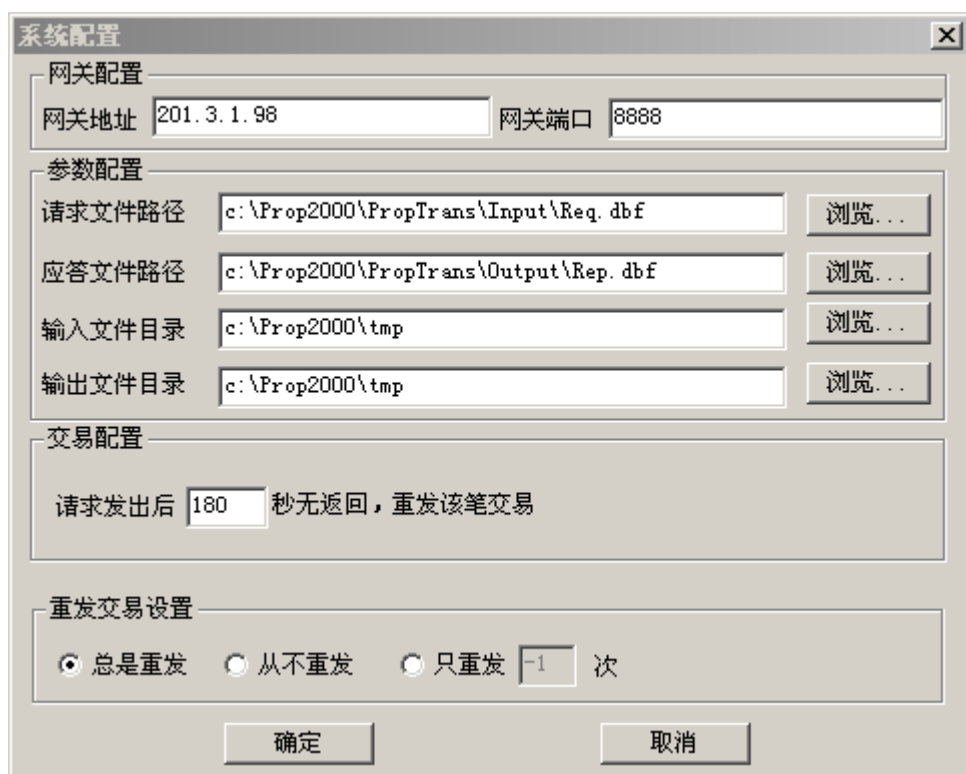 系统配置
网关配置
网关地址 201.3.1.98 网关端口 8888
参数配置
请求文件路径 c:\Prop2000\PropTrans\Input\Req.dbf 浏览...
应答文件路径 c:\Prop2000\PropTrans\Output\Rep.dbf 浏览...
输入文件目录 c:\Prop2000\tmp 浏览...
输出文件目录 c:\Prop2000\tmp 浏览...
交易配置
请求发出后 180 秒无返回，重发该笔交易
重发交易设置
总是重发 从不重发 只重发 -1 次
确定 取消